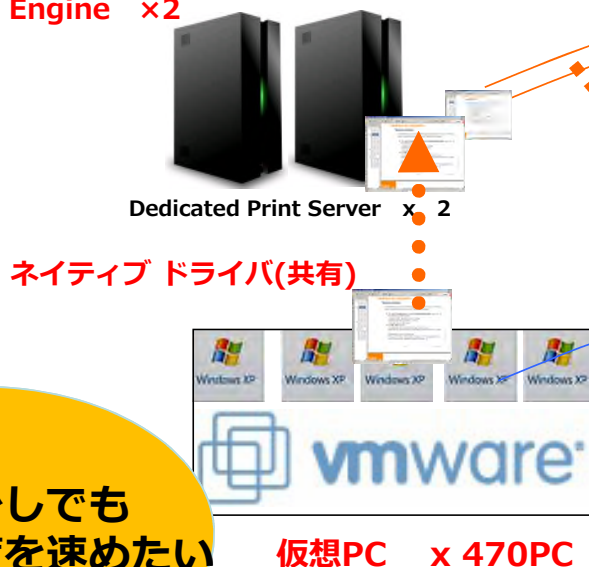 Engine ×2
Dedicated Print Server x 2
ネイティブ ドライバ(共有)
Windows XP Windows XP Windows XP Windows XP Windows XP
vmware
しでも
を速めたい
仮想PC x 470PC